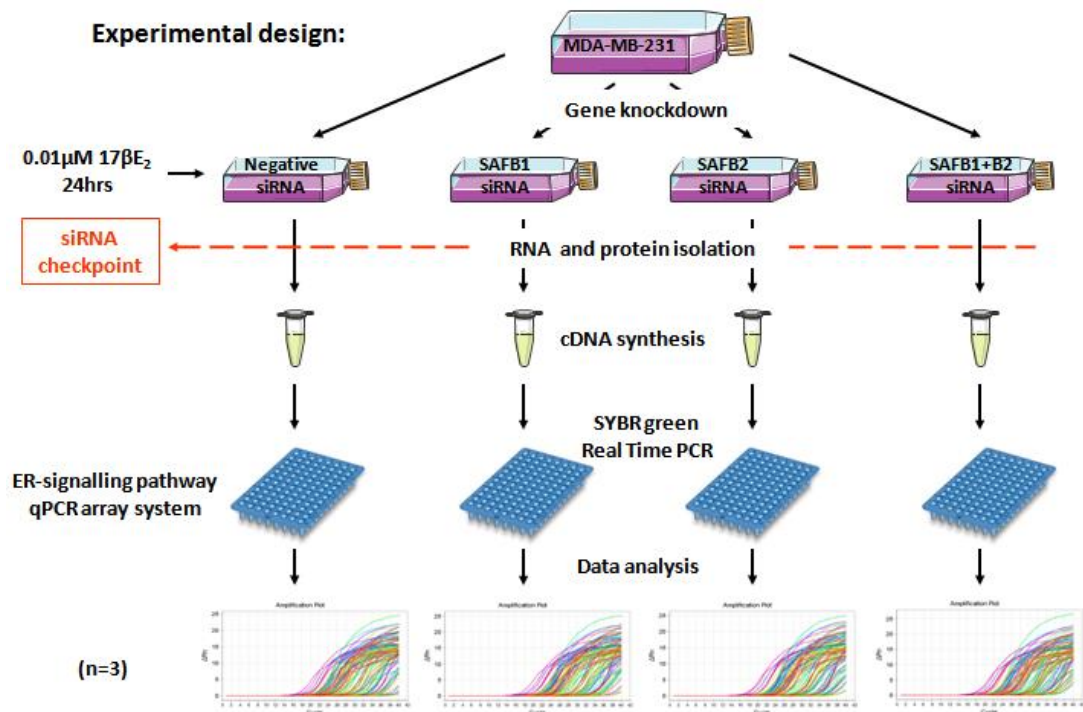 Experimental design:
MDA-MB-231
Gene knockdown
0.01µM 17βE₂
24hrs
Negative
siRNA
SAFB1
siRNA
SAFB2
siRNA
SAFB1+B2
siRNA
siRNA
checkpoint
RNA and protein isolation
cDNA synthesis
SYBR green
Real Time PCR
ER-signalling pathway
qPCR array system
Data analysis
Amplification Plot
Amplification Plot
Amplification Plot
Amplification Plot
(n=3)